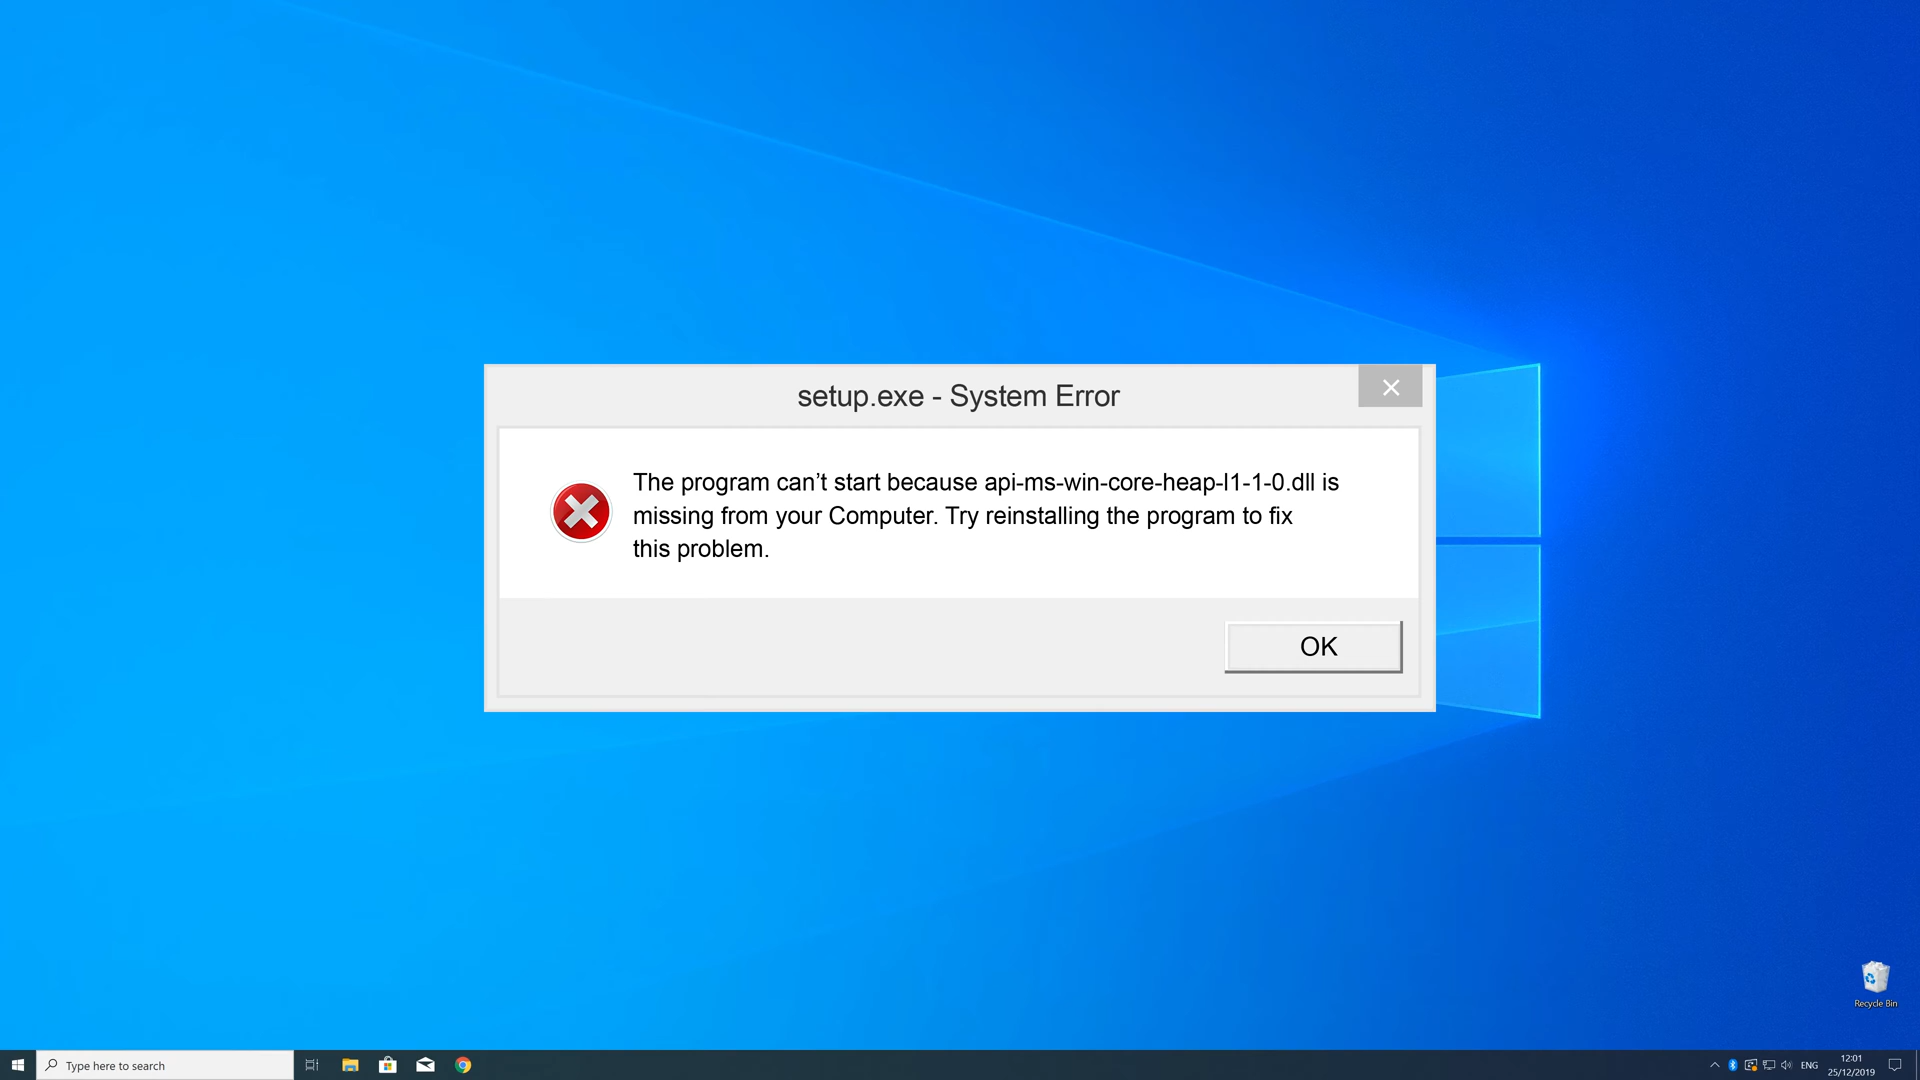 setup.exe - System Error
The program can’t start because api-ms-win-core-heap-l1-1-0.dll is
missing from your Computer. Try reinstalling the program to fix
this problem.
OK
Recycle Bin
Type here to search
ENG
12:01
25/12/2019